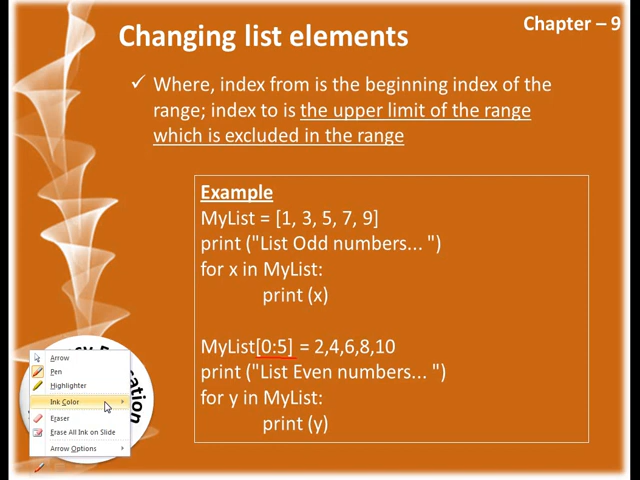 Chapter – 9
Changing list elements
✓ Where, index from is the beginning index of the
range; index to is the upper limit of the range
which is excluded in the range
Example
MyList = [1, 3, 5, 7, 9]
print ("List Odd numbers... ")
for x in MyList:
print (x)
MyList[0:5] = 2,4,6,8,10
print ("List Even numbers... ")
for y in MyList:
print (y)
Arrow
Pen
Highlighter
Ink Color
Eraser
Erase All Ink on Slide
Arrow Options